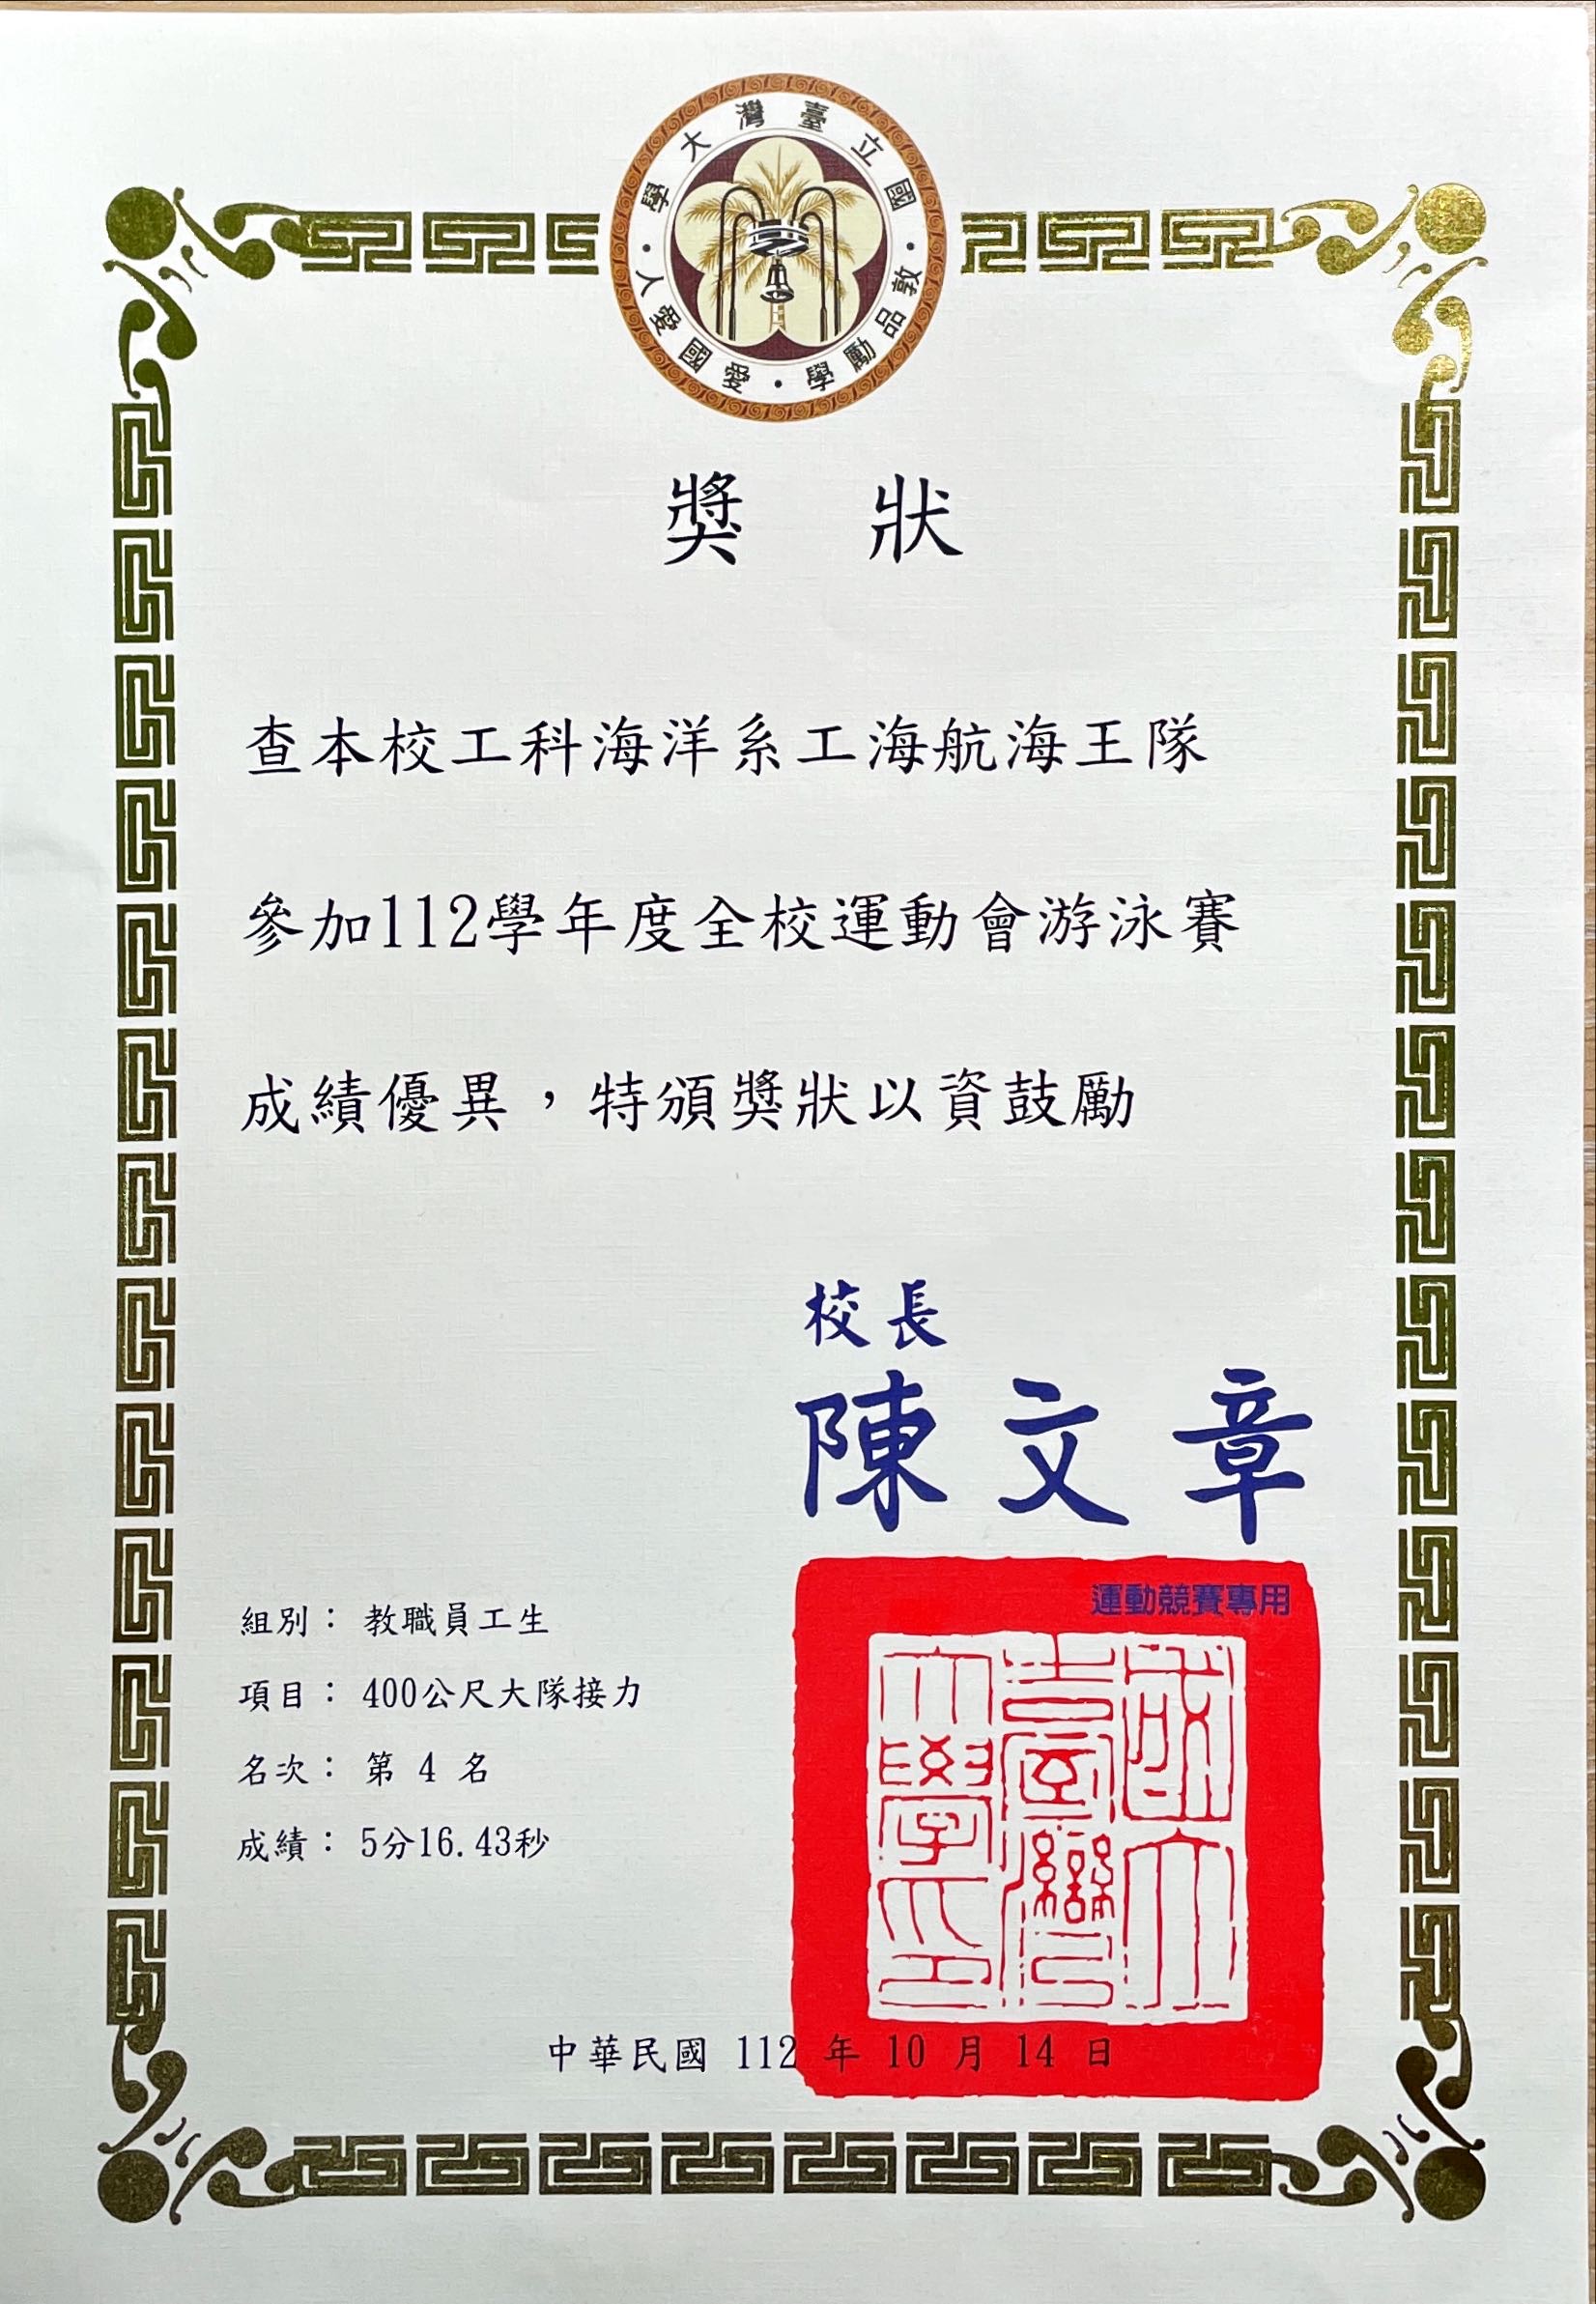 國立臺灣大學
敦品勵學·愛國愛人
獎 狀
查本校工科海洋系工海航海王隊
參加112學年度全校運動會游泳賽
成績優異，特頒獎狀以資鼓勵
校長
陳文章
運動競賽專用
國立臺灣大學印
組別： 教職員工生
項目： 400公尺大隊接力
名次： 第 4 名
成績： 5分16.43秒
中華民國 112 年 10 月 14 日